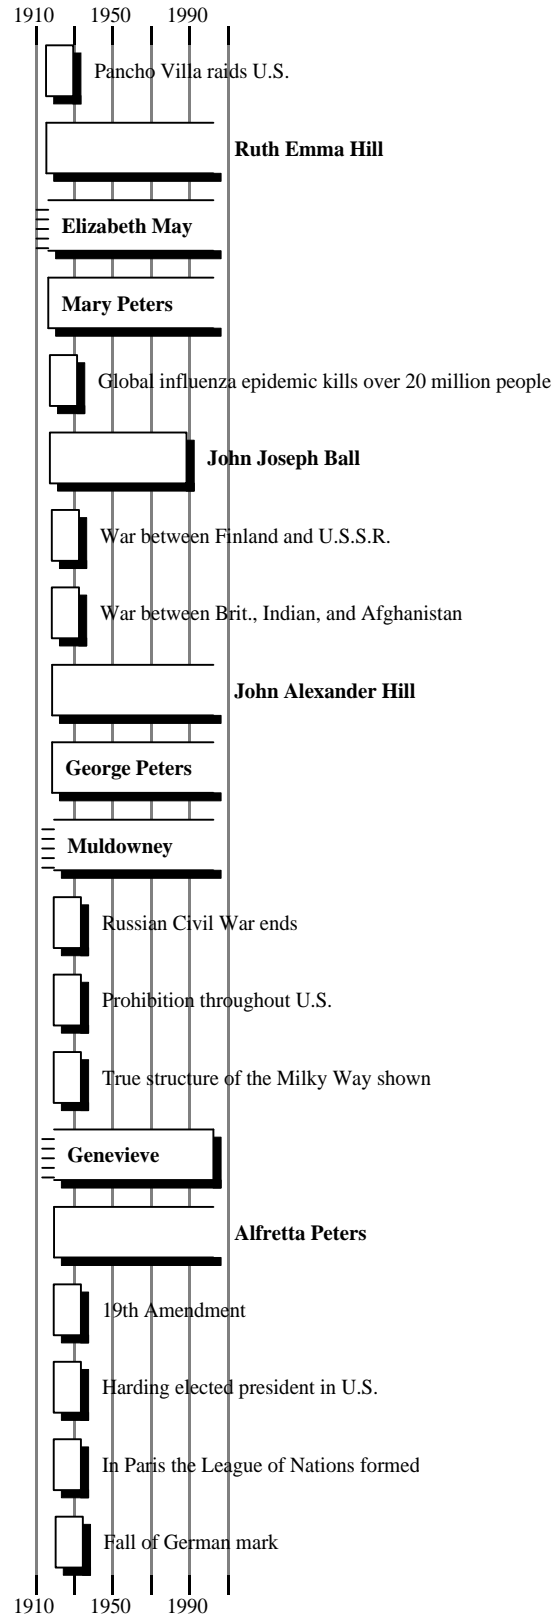 1910 1950 1990
Pancho Villa raids U.S.
Ruth Emma Hill
Elizabeth May
Mary Peters
Global influenza epidemic kills over 20 million people
John Joseph Ball
War between Finland and U.S.S.R.
War between Brit., Indian, and Afghanistan
John Alexander Hill
George Peters
Muldowney
Russian Civil War ends
Prohibition throughout U.S.
True structure of the Milky Way shown
Genevieve
Alfretta Peters
19th Amendment
Harding elected president in U.S.
In Paris the League of Nations formed
Fall of German mark
1910 1950 1990